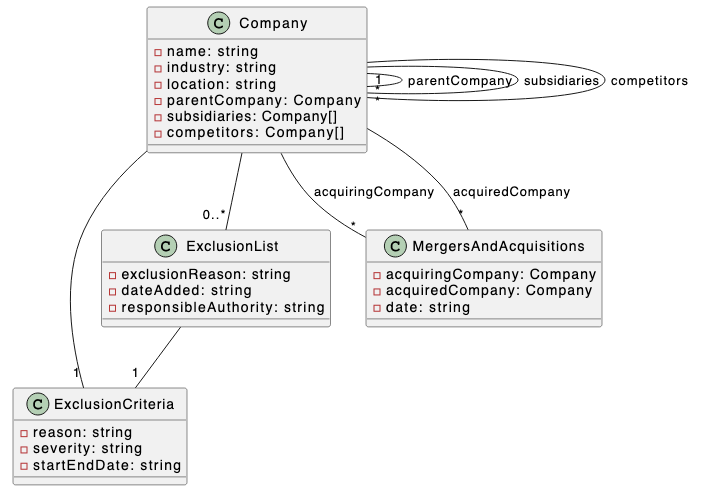 C Company
name: string
industry: string
location: string
parentCompany: Company
subsidiaries: Company[]
competitors: Company[]
1 parentCompany
* subsidiaries
* competitors
acquiringCompany
acquiredCompany
0..*
*
*
C ExclusionList
exclusionReason: string
dateAdded: string
responsibleAuthority: string
C MergersAndAcquisitions
acquiringCompany: Company
acquiredCompany: Company
date: string
1
1
C ExclusionCriteria
reason: string
severity: string
startEndDate: string